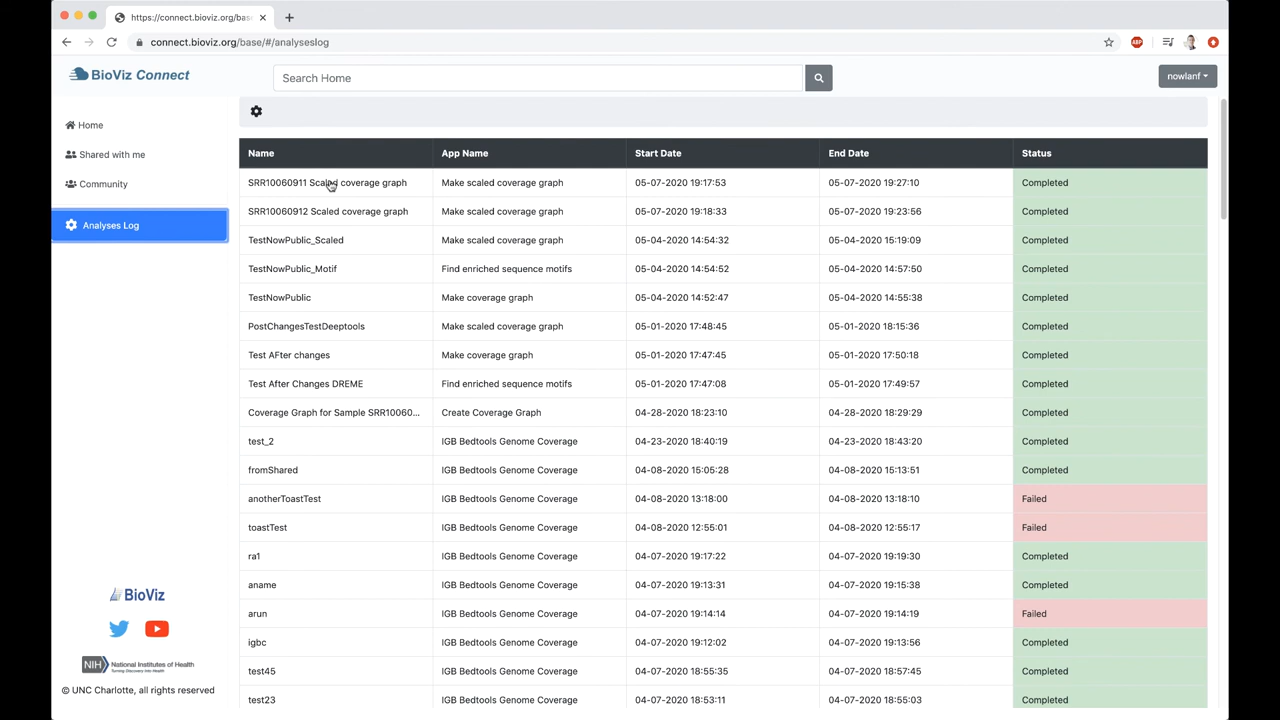 https://connect.bioviz.org/base
connect.bioviz.org/base/#/analyseslog
ABP
BioViz Connect
Search Home
nowlanf
Home
Shared with me
Community
Analyses Log
Name App Name Start Date End Date Status
SRR10060911 Scaled coverage graph Make scaled coverage graph 05-07-2020 19:17:53 05-07-2020 19:27:10 Completed
SRR10060912 Scaled coverage graph Make scaled coverage graph 05-07-2020 19:18:33 05-07-2020 19:23:56 Completed
TestNowPublic_Scaled Make scaled coverage graph 05-04-2020 14:54:32 05-04-2020 15:19:09 Completed
TestNowPublic_Motif Find enriched sequence motifs 05-04-2020 14:54:52 05-04-2020 14:57:50 Completed
TestNowPublic Make coverage graph 05-04-2020 14:52:47 05-04-2020 14:55:38 Completed
PostChangesTestDeeptools Make scaled coverage graph 05-01-2020 17:48:45 05-01-2020 18:15:36 Completed
Test AFter changes Make coverage graph 05-01-2020 17:47:45 05-01-2020 17:50:18 Completed
Test After Changes DREME Find enriched sequence motifs 05-01-2020 17:47:08 05-01-2020 17:49:57 Completed
Coverage Graph for Sample SRR10060... Create Coverage Graph 04-28-2020 18:23:10 04-28-2020 18:29:29 Completed
test_2 IGB Bedtools Genome Coverage 04-23-2020 18:40:19 04-23-2020 18:43:20 Completed
fromShared IGB Bedtools Genome Coverage 04-08-2020 15:05:28 04-08-2020 15:13:51 Completed
anotherToastTest IGB Bedtools Genome Coverage 04-08-2020 13:18:00 04-08-2020 13:18:10 Failed
toastTest IGB Bedtools Genome Coverage 04-08-2020 12:55:01 04-08-2020 12:55:17 Failed
ra1 IGB Bedtools Genome Coverage 04-07-2020 19:17:22 04-07-2020 19:19:30 Completed
aname IGB Bedtools Genome Coverage 04-07-2020 19:13:31 04-07-2020 19:15:38 Completed
arun IGB Bedtools Genome Coverage 04-07-2020 19:14:14 04-07-2020 19:14:19 Failed
igbc IGB Bedtools Genome Coverage 04-07-2020 19:12:02 04-07-2020 19:13:56 Completed
test45 IGB Bedtools Genome Coverage 04-07-2020 18:55:35 04-07-2020 18:57:45 Completed
test23 IGB Bedtools Genome Coverage 04-07-2020 18:53:11 04-07-2020 18:55:03 Completed
BioViz
NIH National Institutes of Health
Turning Discovery Into Health
© UNC Charlotte, all rights reserved